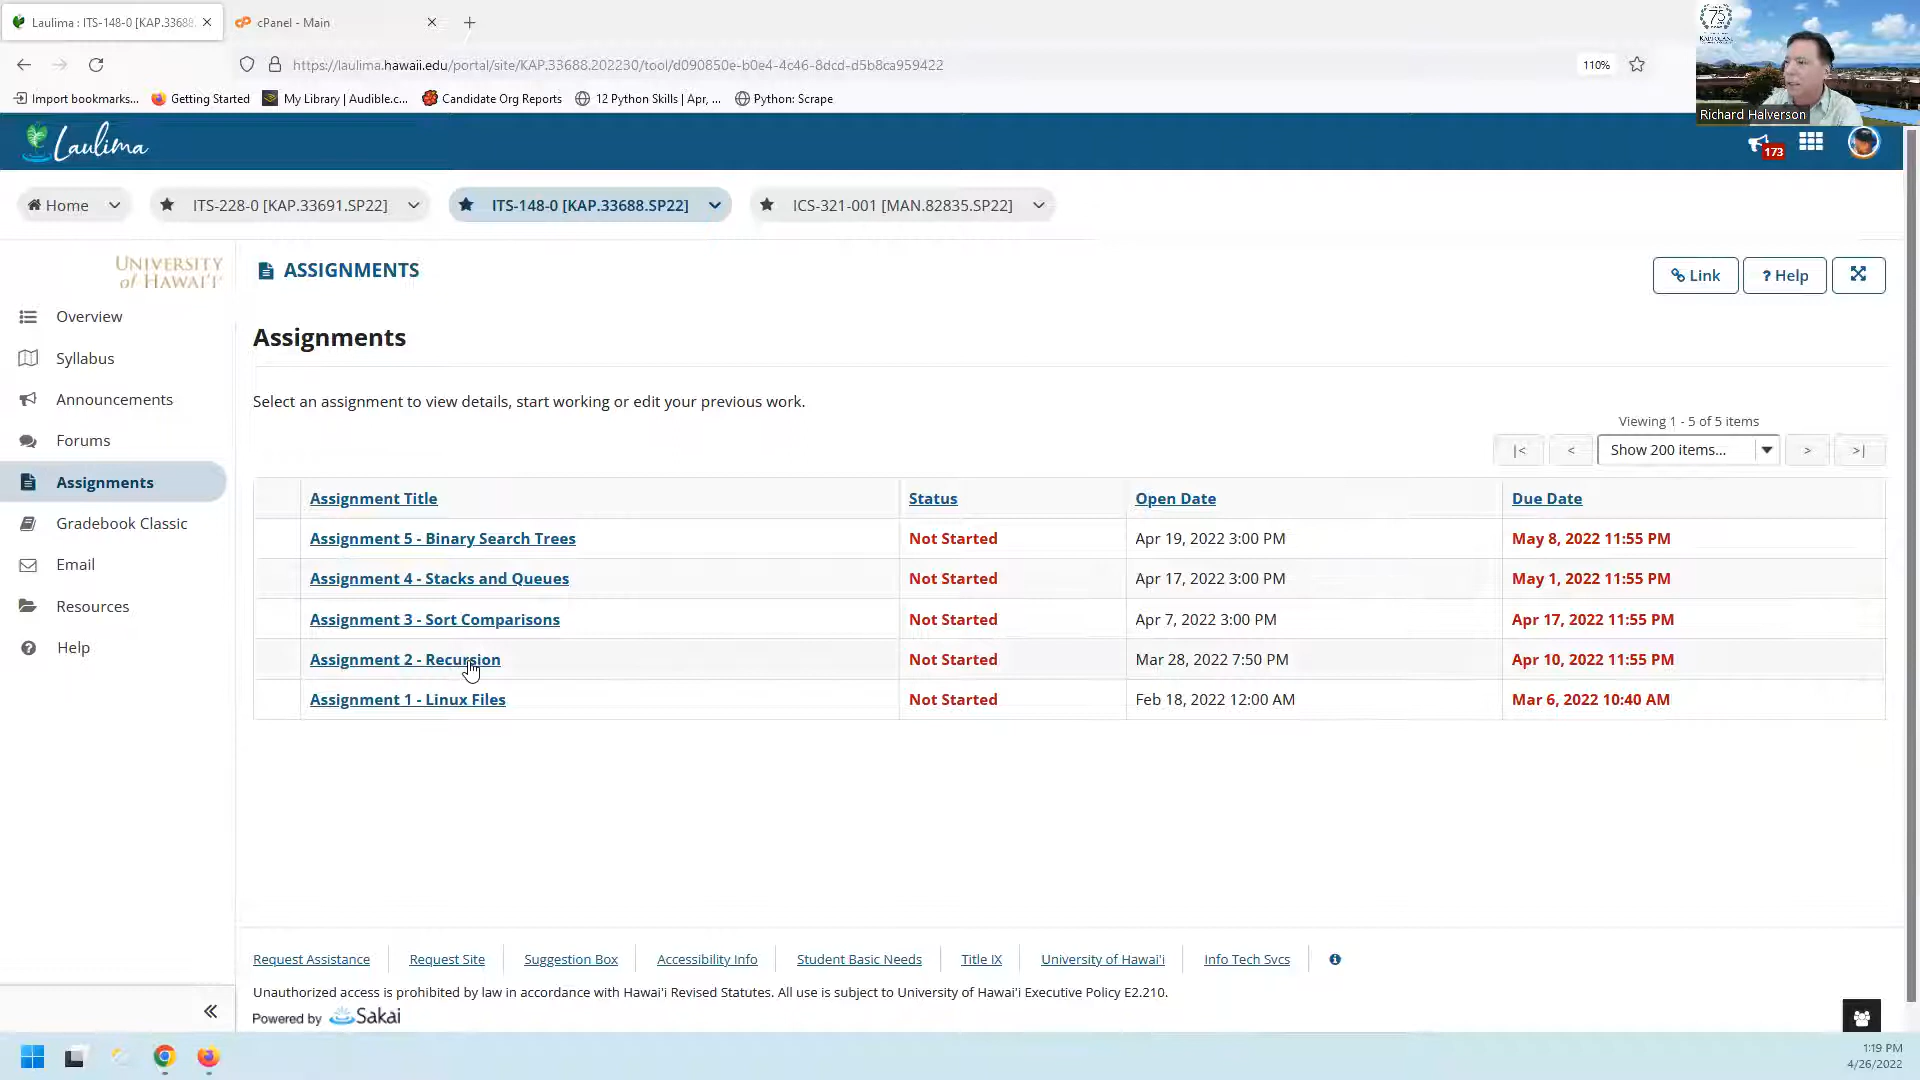 Laulima : ITS-148-0 [KAP.33688.
cPanel - Main
https://laulima.hawaii.edu/portal/site/KAP.33688.202230/tool/d090850e-b0e4-4c46-8dcd-d5b8ca959422
110%
Import bookmarks...
Getting Started
My Library | Audible.c...
Candidate Org Reports
12 Python Skills | Apr, ...
Python: Scrape
75
Richard Halverson
Laulima
173
Home
ITS-228-0 [KAP.33691.SP22]
ITS-148-0 [KAP.33688.SP22]
ICS-321-001 [MAN.82835.SP22]
UNIVERSITY
of HAWAI'I
Overview
Syllabus
Announcements
Forums
Assignments
Gradebook Classic
Email
Resources
Help
ASSIGNMENTS
Link
? Help
Assignments
Select an assignment to view details, start working or edit your previous work.
Viewing 1 - 5 of 5 items
|< < Show 200 items... > >|
Assignment Title Status Open Date Due Date
Assignment 5 - Binary Search Trees Not Started Apr 19, 2022 3:00 PM May 8, 2022 11:55 PM
Assignment 4 - Stacks and Queues Not Started Apr 17, 2022 3:00 PM May 1, 2022 11:55 PM
Assignment 3 - Sort Comparisons Not Started Apr 7, 2022 3:00 PM Apr 17, 2022 11:55 PM
Assignment 2 - Recursion Not Started Mar 28, 2022 7:50 PM Apr 10, 2022 11:55 PM
Assignment 1 - Linux Files Not Started Feb 18, 2022 12:00 AM Mar 6, 2022 10:40 AM
Request Assistance
Request Site
Suggestion Box
Accessibility Info
Student Basic Needs
Title IX
University of Hawai'i
Info Tech Svcs
Unauthorized access is prohibited by law in accordance with Hawai'i Revised Statutes. All use is subject to University of Hawai'i Executive Policy E2.210.
Powered by Sakai
1:19 PM
4/26/2022